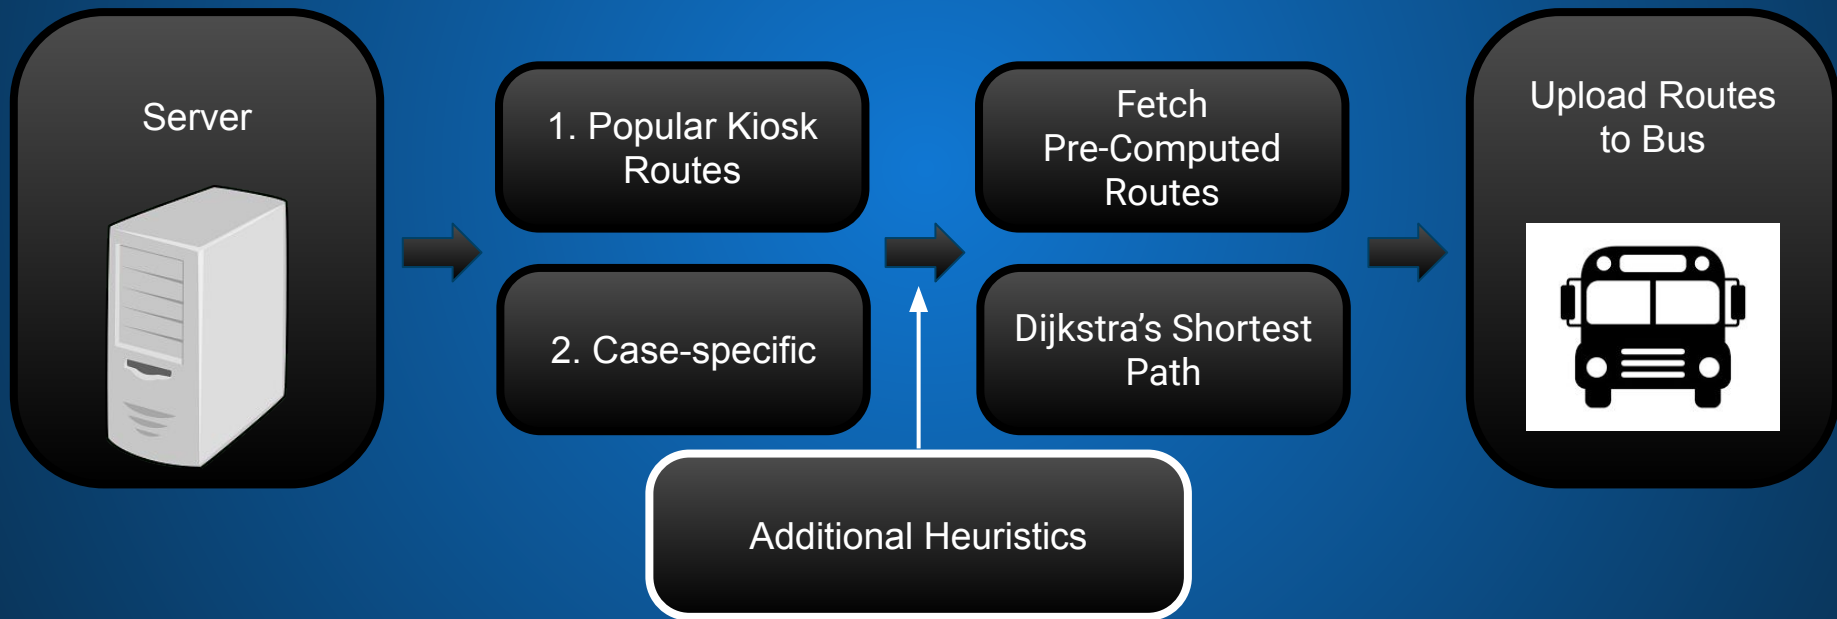 Server
1. Popular Kiosk
Routes
2. Case-specific
Fetch
Pre-Computed
Routes
Dijkstra’s Shortest
Path
Upload Routes
to Bus
Additional Heuristics